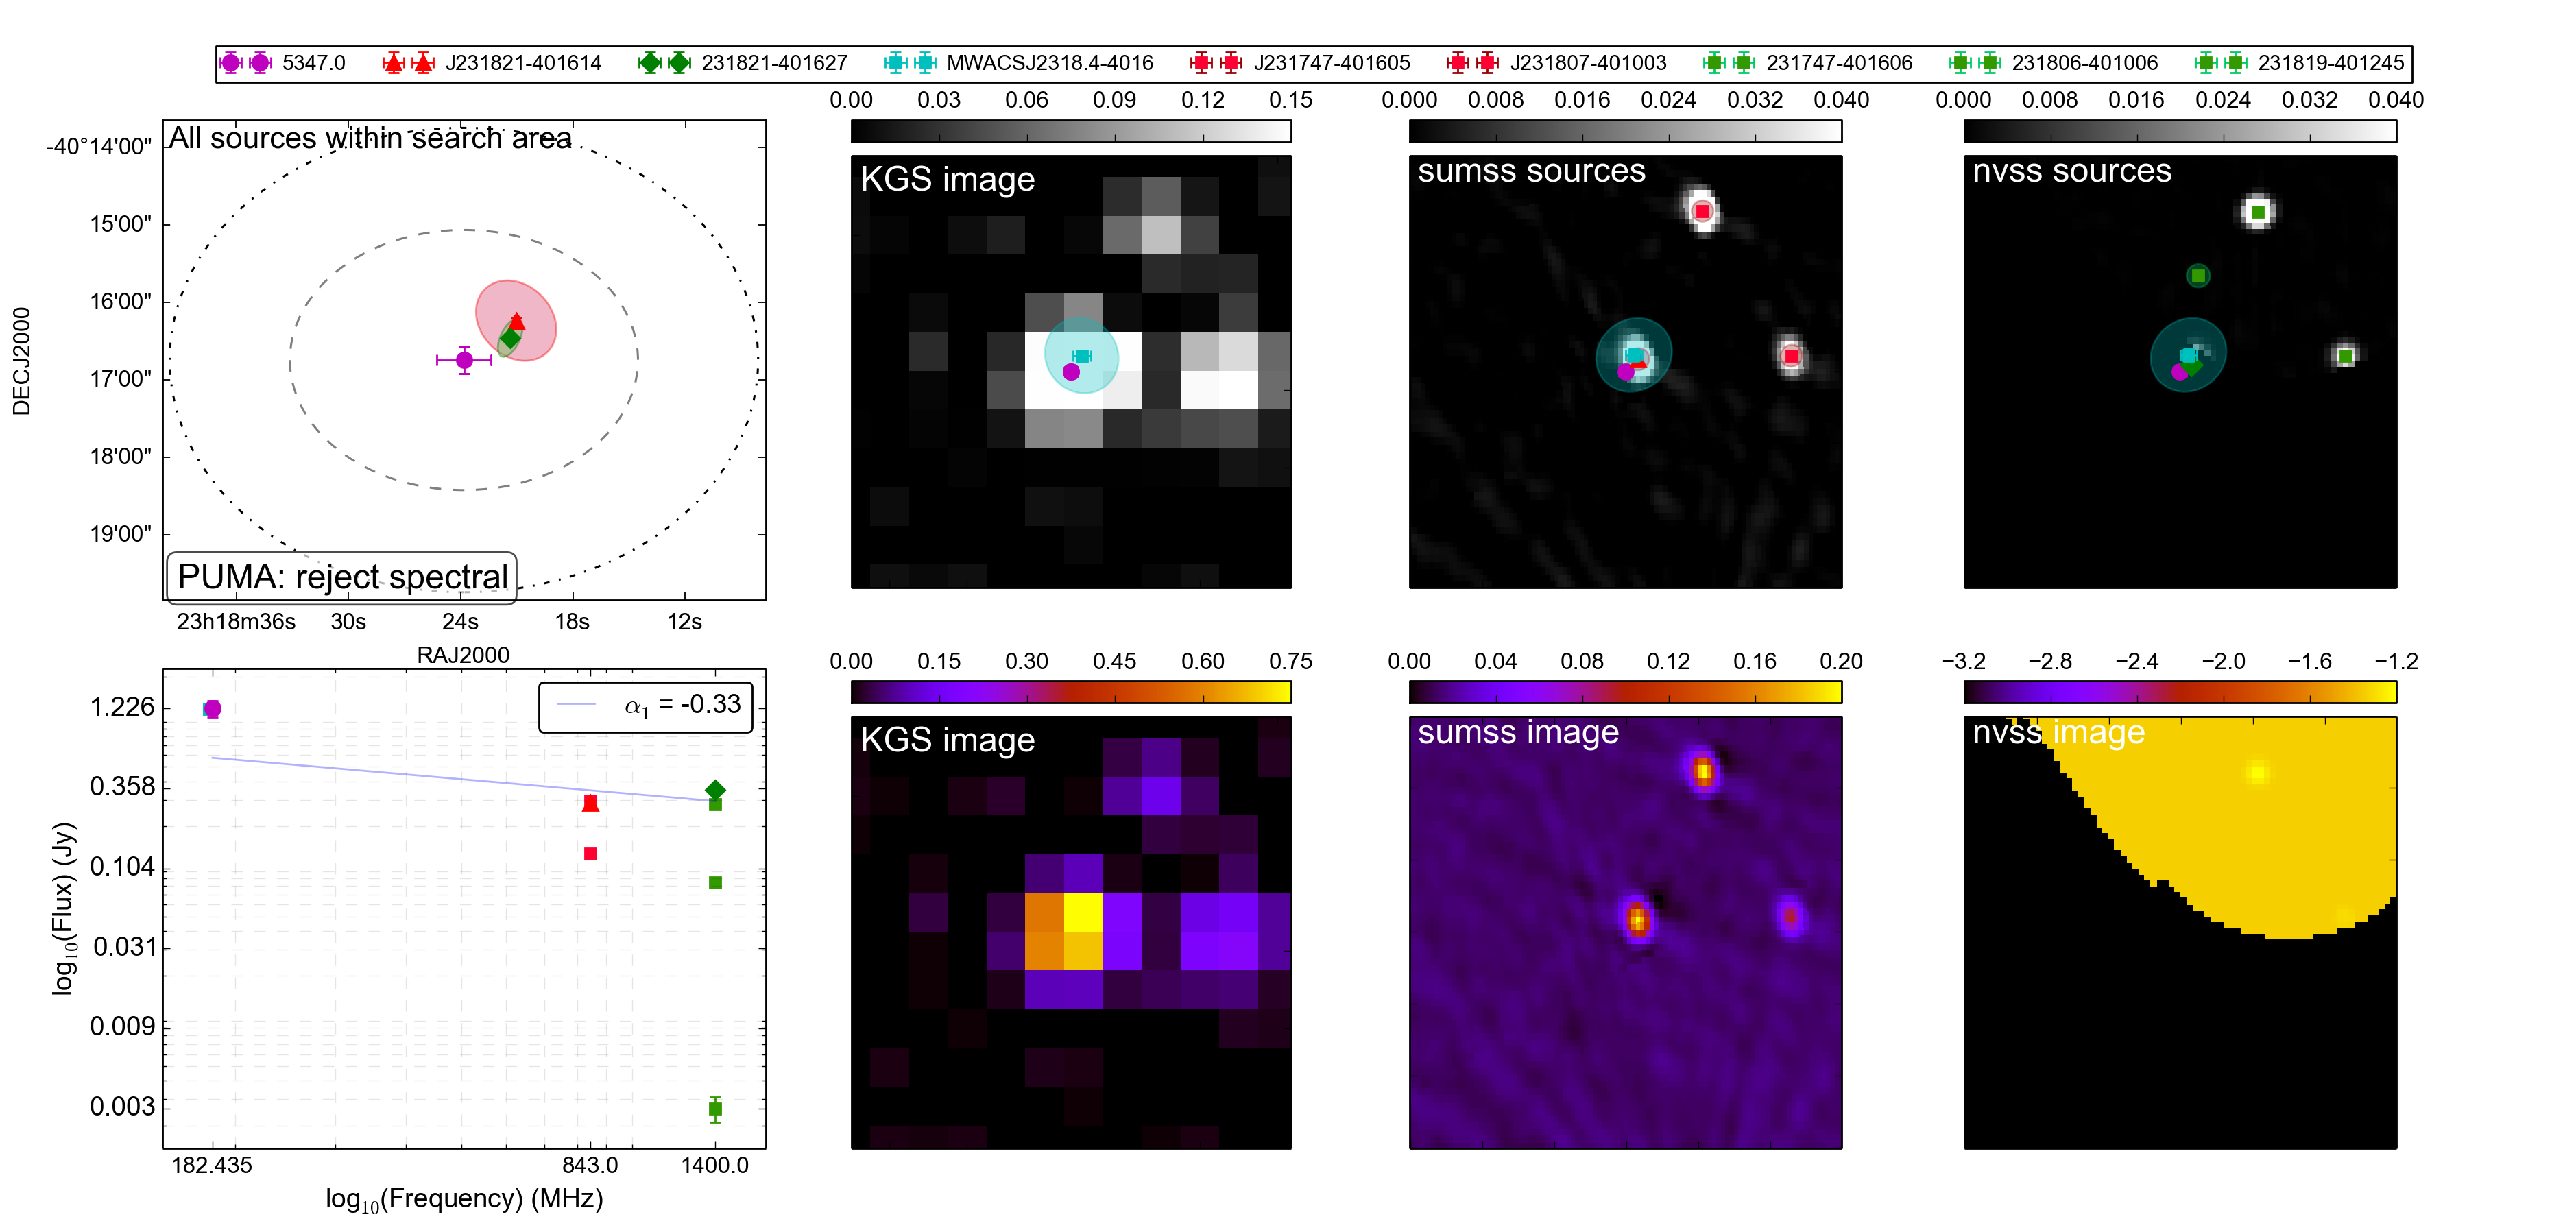 5347.0 J231821-401614 231821-401627 MWACSJ2318.4-4016 J231747-401605 J231807-401003 231747-401606 231806-401006 231819-401245
0.00 0.03 0.06 0.09 0.12 0.15
0.000 0.008 0.016 0.024 0.032 0.040
0.000 0.008 0.016 0.024 0.032 0.040
All sources within search area
-40°14'00"
15'00"
16'00"
17'00"
18'00"
19'00"
DECJ2000
PUMA: reject spectral
23h18m36s 30s 24s 18s 12s
RAJ2000
KGS image
sumss sources
nvss sources
α1 = -0.33
1.226
0.358
0.104
0.031
0.009
0.003
log10(Flux) (Jy)
182.435 843.0 1400.0
log10(Frequency) (MHz)
0.00 0.15 0.30 0.45 0.60 0.75
KGS image
0.00 0.04 0.08 0.12 0.16 0.20
sumss image
−3.2 −2.8 −2.4 −2.0 −1.6 −1.2
nvss image